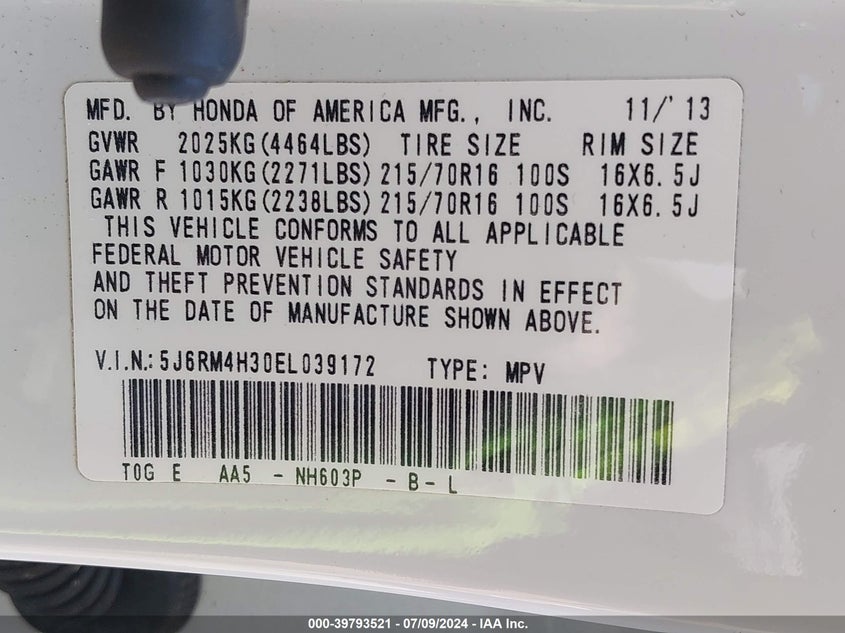 MFD. BY HONDA OF AMERICA MFG., INC. 11/'13
GVWR 2025KG(4464LBS) TIRE SIZE RIM SIZE
GAWR F 1030KG(2271LBS) 215/70R16 100S 16X6.5J
GAWR R 1015KG(2238LBS) 215/70R16 100S 16X6.5J
THIS VEHICLE CONFORMS TO ALL APPLICABLE
FEDERAL MOTOR VEHICLE SAFETY
AND THEFT PREVENTION STANDARDS IN EFFECT
ON THE DATE OF MANUFACTURE SHOWN ABOVE.
V.I.N.: 5J6RM4H30EL039172 TYPE: MPV
T0G E AA5 - NH603P - B - L
000-39793521 - 07/09/2024 - IAA Inc.